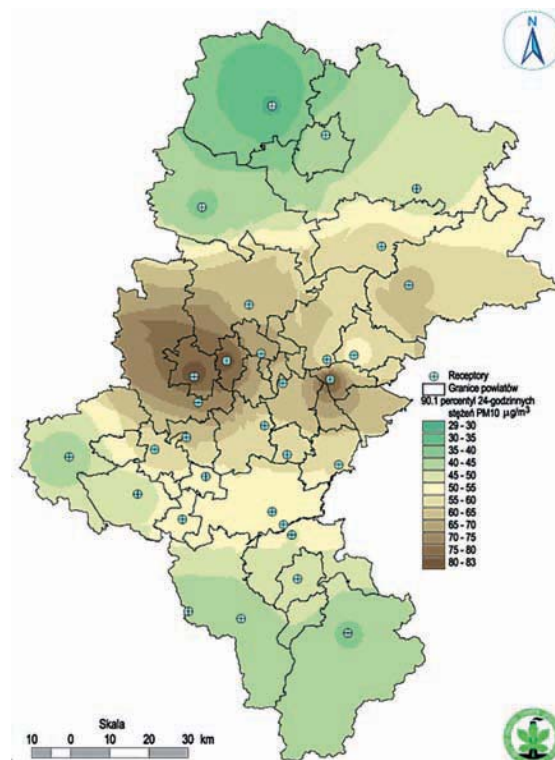 N
Receptory
Granice powiatów
90.1 percentyl 24-godzinnych
stężeń PM10 µg/m³
29 - 30
30 - 35
35 - 40
40 - 45
45 - 50
50 - 55
55 - 60
60 - 65
65 - 70
70 - 75
75 - 80
80 - 83
Skala
10 0 10 20 30 km